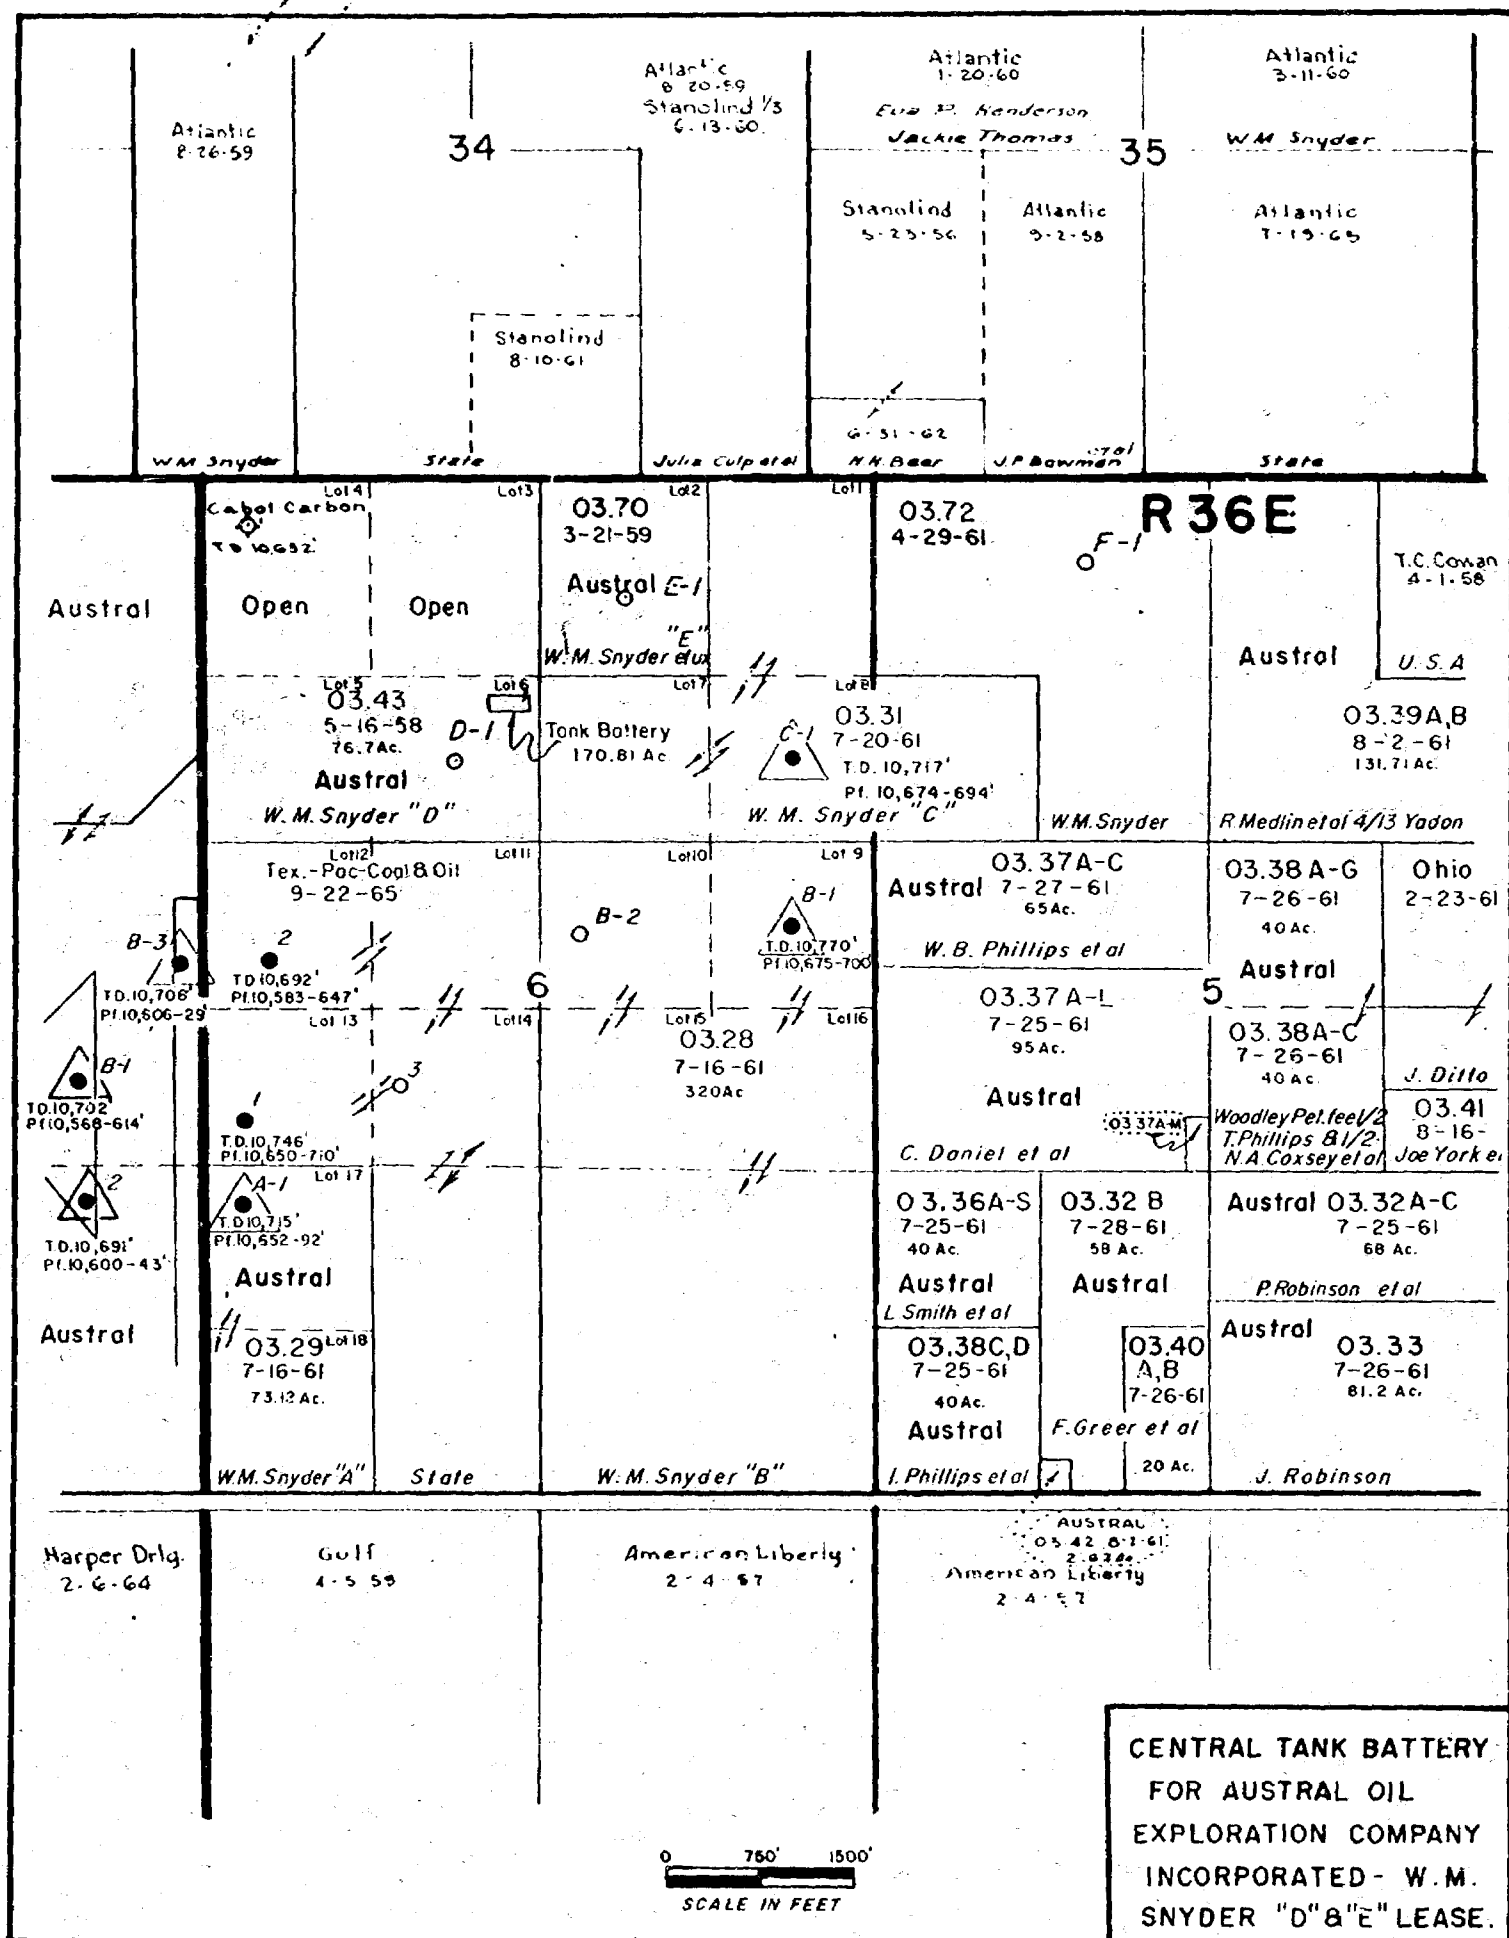 Atlantic
8-26-59
34
Atlantic
8-20-59
Stanolind 1/3
6-13-60
Atlantic
1-20-60
Eva P. Henderson
Jackie Thomas
35
Atlantic
3-11-60
W.M. Snyder
Stanolind
Atlantic
9-2-58
Atlantic
Stanolind
8-10-61
W.M. Snyder
State
Julia Culp et al
J.P. Bowman et al
State
Lot 4
Lot 3
Lot 2
Lot 1
Cabol Carbon
T.D. 10,632'
Austral
Open
Open
03.70
3-21-59
Austral E-1
"E"
W.M. Snyder etux
03.72
4-29-61
R 36E
F-1
T.C. Cowan
4-1-58
Austral
U.S.A
Lot 5
Lot 6
Lot 7
Lot 8
03.43
5-16-58
76.7 Ac.
D-1
Austral
W.M. Snyder "D"
Tank Battery
170.81 Ac
C-1
03.31
7-20-61
T.D. 10,717'
Pf. 10,674-694'
W. M. Snyder "C"
W.M. Snyder
03.39A,B
8-2-61
131.71 Ac.
R Medlin et al 4/13 Yadon
Lot 12
Lot 11
Lot 10
Lot 9
Tex.-Pac-Coal & Oil
9-22-65
B-3
T.D. 10,706'
Pf. 10,606-29'
2
TD 10,692'
Pf. 10,583-647'
B-2
B-1
T.D. 10,770'
Pf. 10,675-700'
6
03.37A-C
Austral 7-27-61
65 Ac.
W.B. Phillips et al
03.38 A-G
7-26-61
40 Ac.
Austral
Ohio
2-23-61
5
Lot 13
Lot 14
Lot 15
Lot 16
03.28
7-16-61
320 Ac
3
B-1
T.D. 10,702'
Pf. 10,568-614'
1
T.D. 10,746'
Pf. 10,650-710'
03.37 A-L
7-25-61
95 Ac.
Austral
03.37A-M
C. Daniel et al
03.38A-C
7-26-61
40 Ac.
Woodley Pet. fee 1/2
T. Phillips & 1/2
N.A. Coxsey et al
J. Ditto
03.41
8-16-
Joe York e
Lot 17
2
T.D. 10,691'
Pf. 10,600-43'
Austral
A-1
T.D. 10,715'
Pf. 10,652-92'
Austral
03.29 Lot 18
7-16-61
73.12 Ac.
W.M. Snyder "A"
State
W.M. Snyder "B"
03.36A-S
7-25-61
40 Ac.
Austral
L. Smith et al
03.32 B
7-28-61
58 Ac.
Austral
Austral 03.32A-C
7-25-61
68 Ac.
P. Robinson et al
03.38C,D
7-25-61
40 Ac.
Austral
I. Phillips et al
03.40
A,B
7-26-61
F. Greer et al
20 Ac.
Austral
03.33
7-26-61
81.2 Ac.
J. Robinson
Harper Drlg.
2-6-64
Gulf
American Liberty
2-4-57
AUSTRAL
American Liberty
2-4-57
0 750' 1500'
SCALE IN FEET
CENTRAL TANK BATTERY
FOR AUSTRAL OIL
EXPLORATION COMPANY
INCORPORATED- W.M.
SNYDER "D" & "E" LEASE.